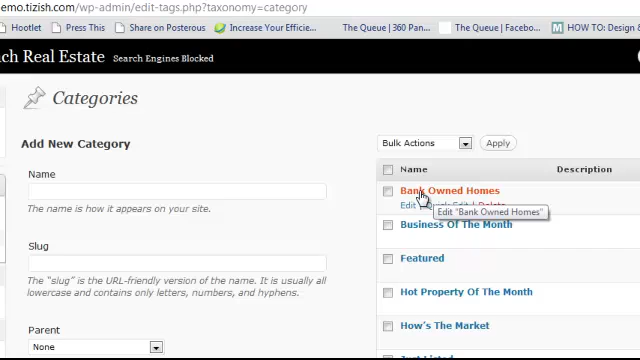 emo.tizish.com/wp-admin/edit-tags.php?taxonomy=category
Hootlet Press This Share on Posterous Increase Your Efficie... The Queue | 360 Pan... The Queue | Faceboo... HOW TO: Design &
ch Real Estate Search Engines Blocked
Categories
Add New Category
Name
The name is how it appears on your site.
Slug
The “slug” is the URL-friendly version of the name. It is usually all
lowercase and contains only letters, numbers, and hyphens.
Parent
None
Bulk Actions Apply
Name Description
Bank Owned Homes
Edit | Quick Edit | Delete
Edit "Bank Owned Homes"
Business Of The Month
Featured
Hot Property Of The Month
How's The Market
Just Listed